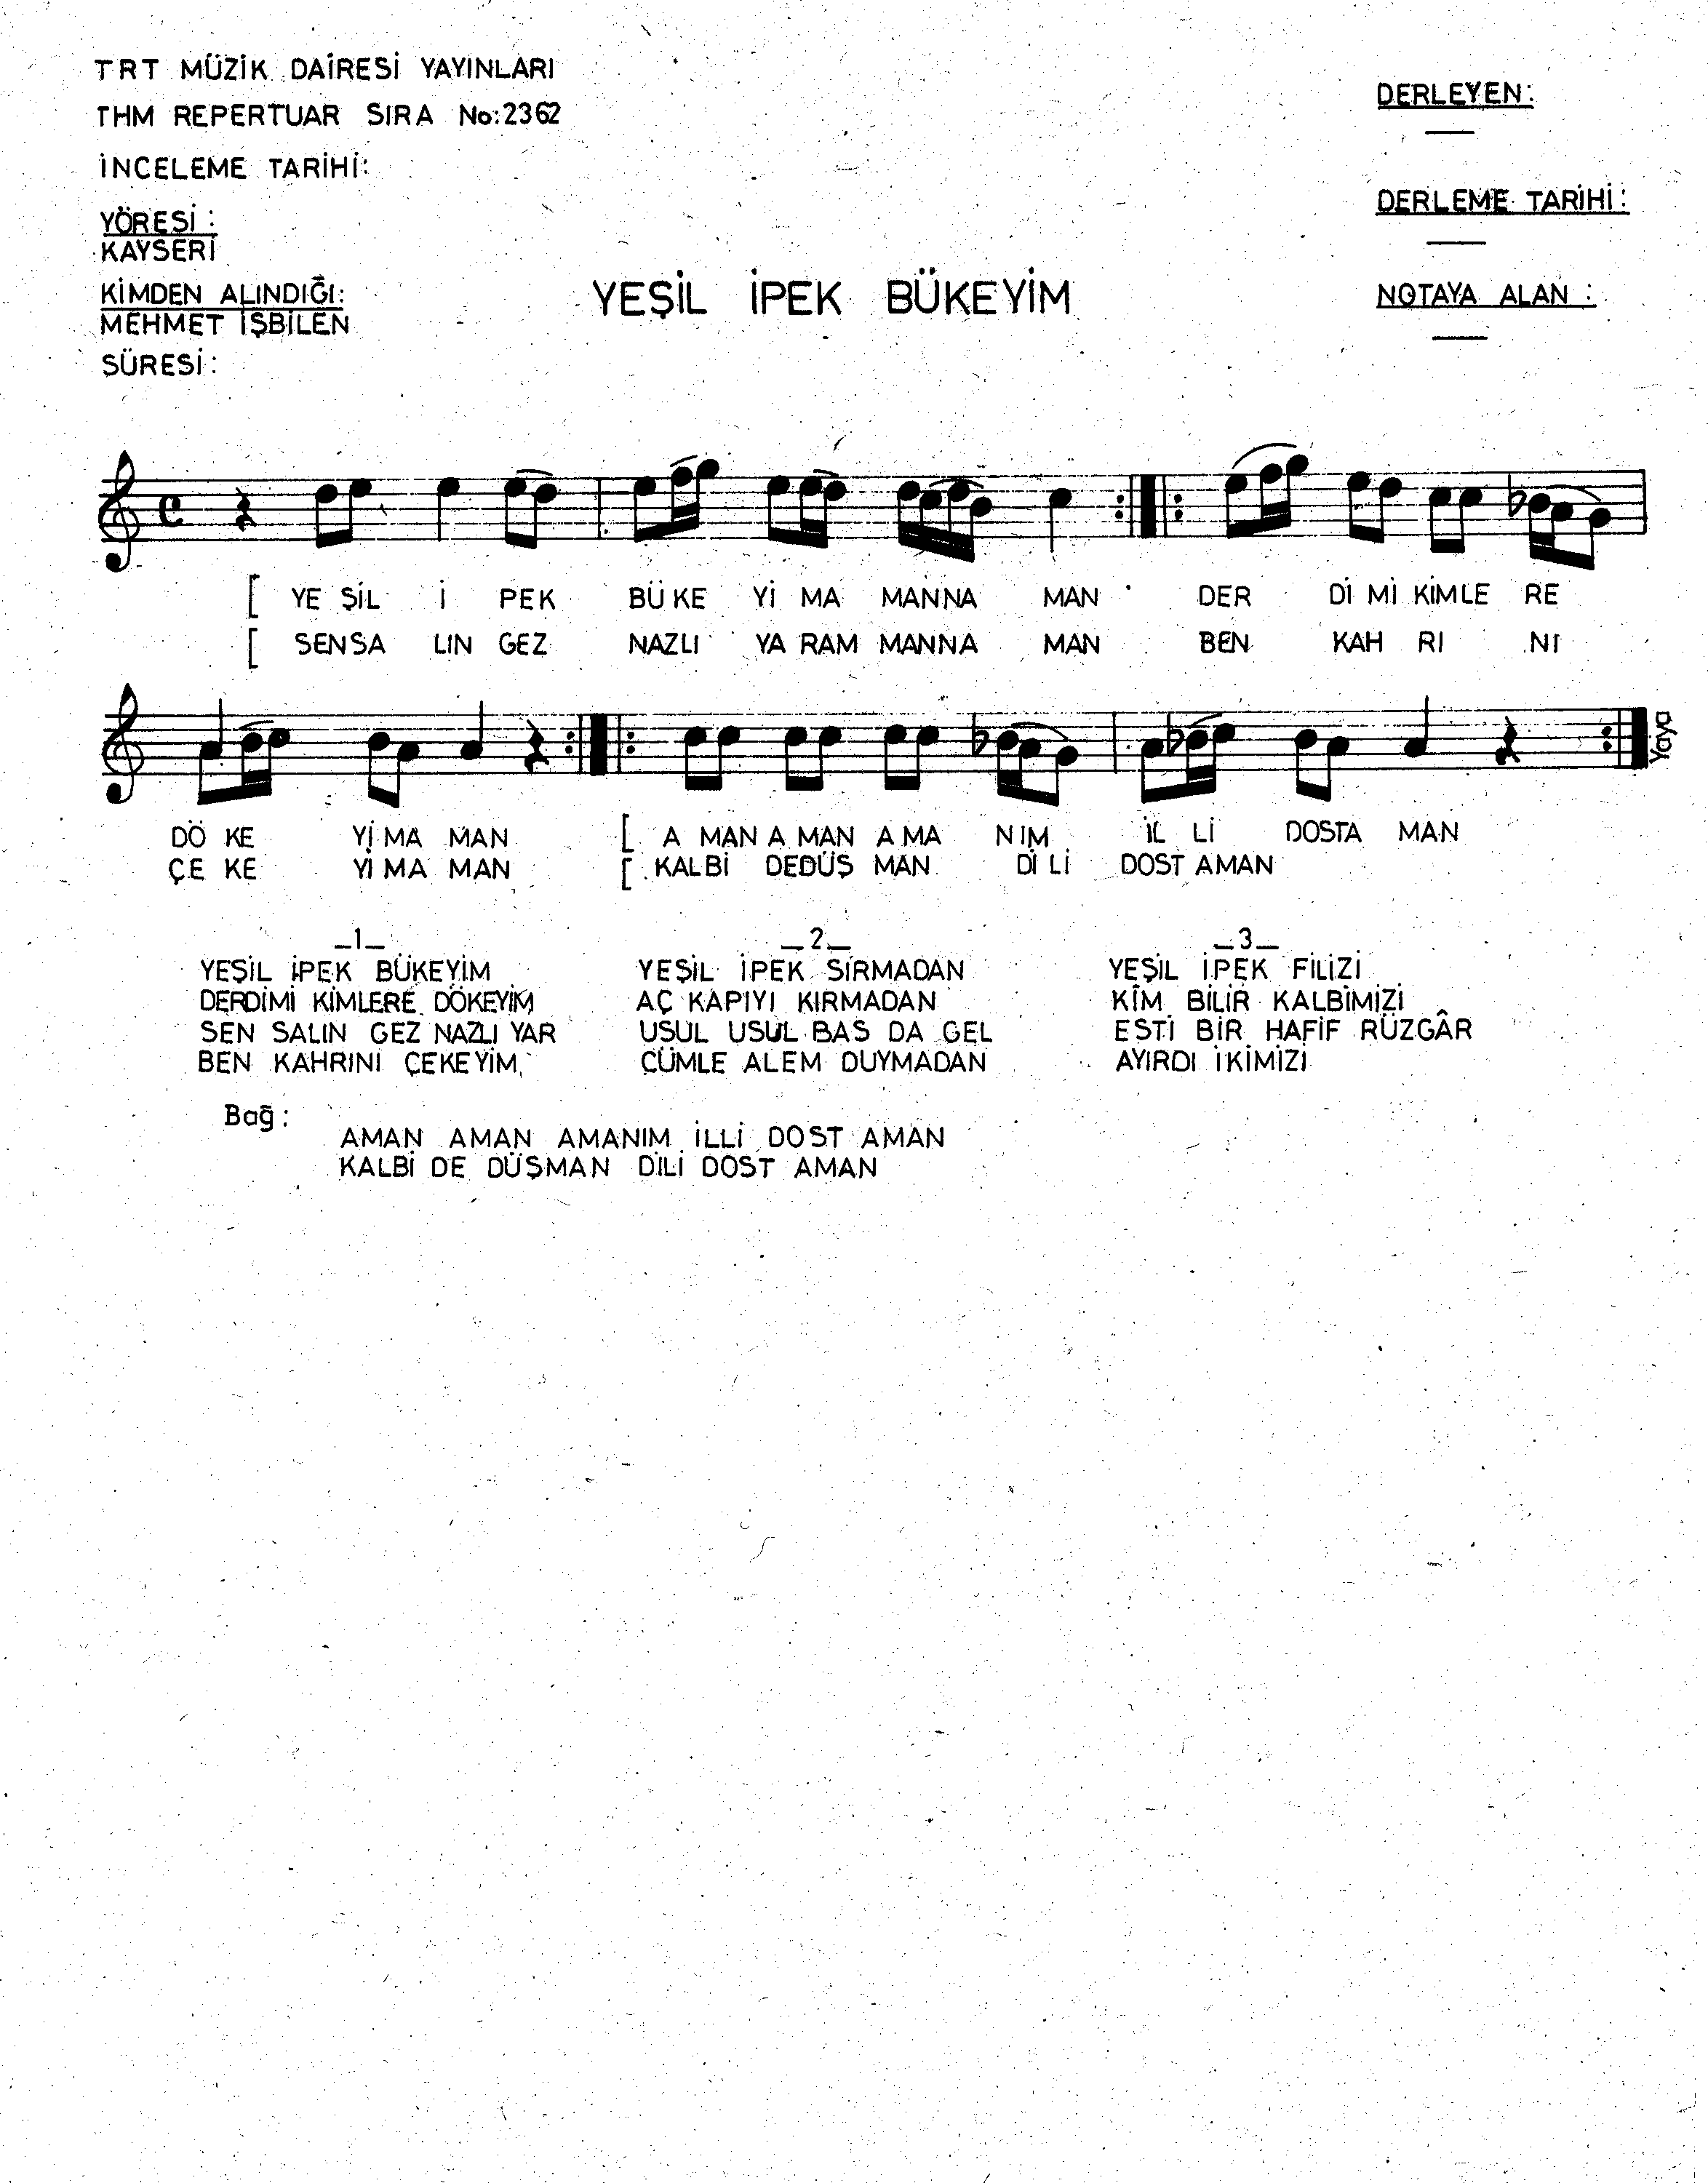 TRT MÜZİK DAİRESİ YAYINLARI
THM REPERTUAR SIRA No:2362
İNCELEME TARİHİ:
YÖRESİ:
KAYSERİ
KİMDEN ALINDIĞI:
MEHMET İŞBİLEN
SÜRESİ:
YEŞİL İPEK BÜKEYİM
DERLEYEN:
DERLEME TARİHİ:
NOTAYA ALAN:
[ YE ŞİL İ PEK BÜ KE Yİ MA MANNA MAN DER Dİ Mİ KİMLE RE
[ SENSA LIN GEZ NAZLI YA RAM MANNA MAN BEN KAH RI NI
Yaya
DÖ KE Yİ MA MAN [ A MAN A MAN A MA NIM İL Lİ DOSTA MAN
ÇE KE Yİ MA MAN [ KALBİ DEDÜŞ MAN Dİ Lİ DOST AMAN
_1_
YEŞİL İPEK BÜKEYİM
DERDİMİ KİMLERE DÖKEYİM
SEN SALIN GEZ NAZLI YAR
BEN KAHRINI ÇEKEYİM
_2_
YEŞİL İPEK SIRMADAN
AÇ KAPIYI KIRMADAN
USUL USUL BAS DA GEL
CÜMLE ALEM DUYMADAN
_3_
YEŞİL İPEK FİLİZİ
KİM BİLİR KALBİMİZİ
ESTİ BİR HAFİF RÜZGÂR
AYIRDI İKİMİZİ
Bağ:
AMAN AMAN AMANIM İLLİ DOST AMAN
KALBİ DE DÜŞMAN DİLİ DOST AMAN